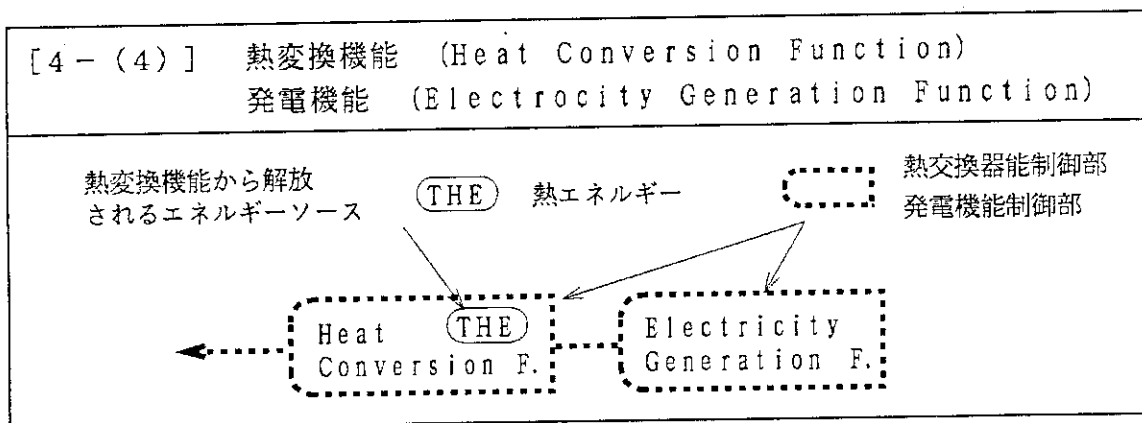 [4-(4)] 熱変換機能 (Heat Conversion Function)
発電機能 (Electrocity Generation Function)
熱変換機能から解放
されるエネルギーソース
THE 熱エネルギー
熱交換器能制御部
発電機能制御部
Heat THE
Conversion F.
Electricity
Generation F.